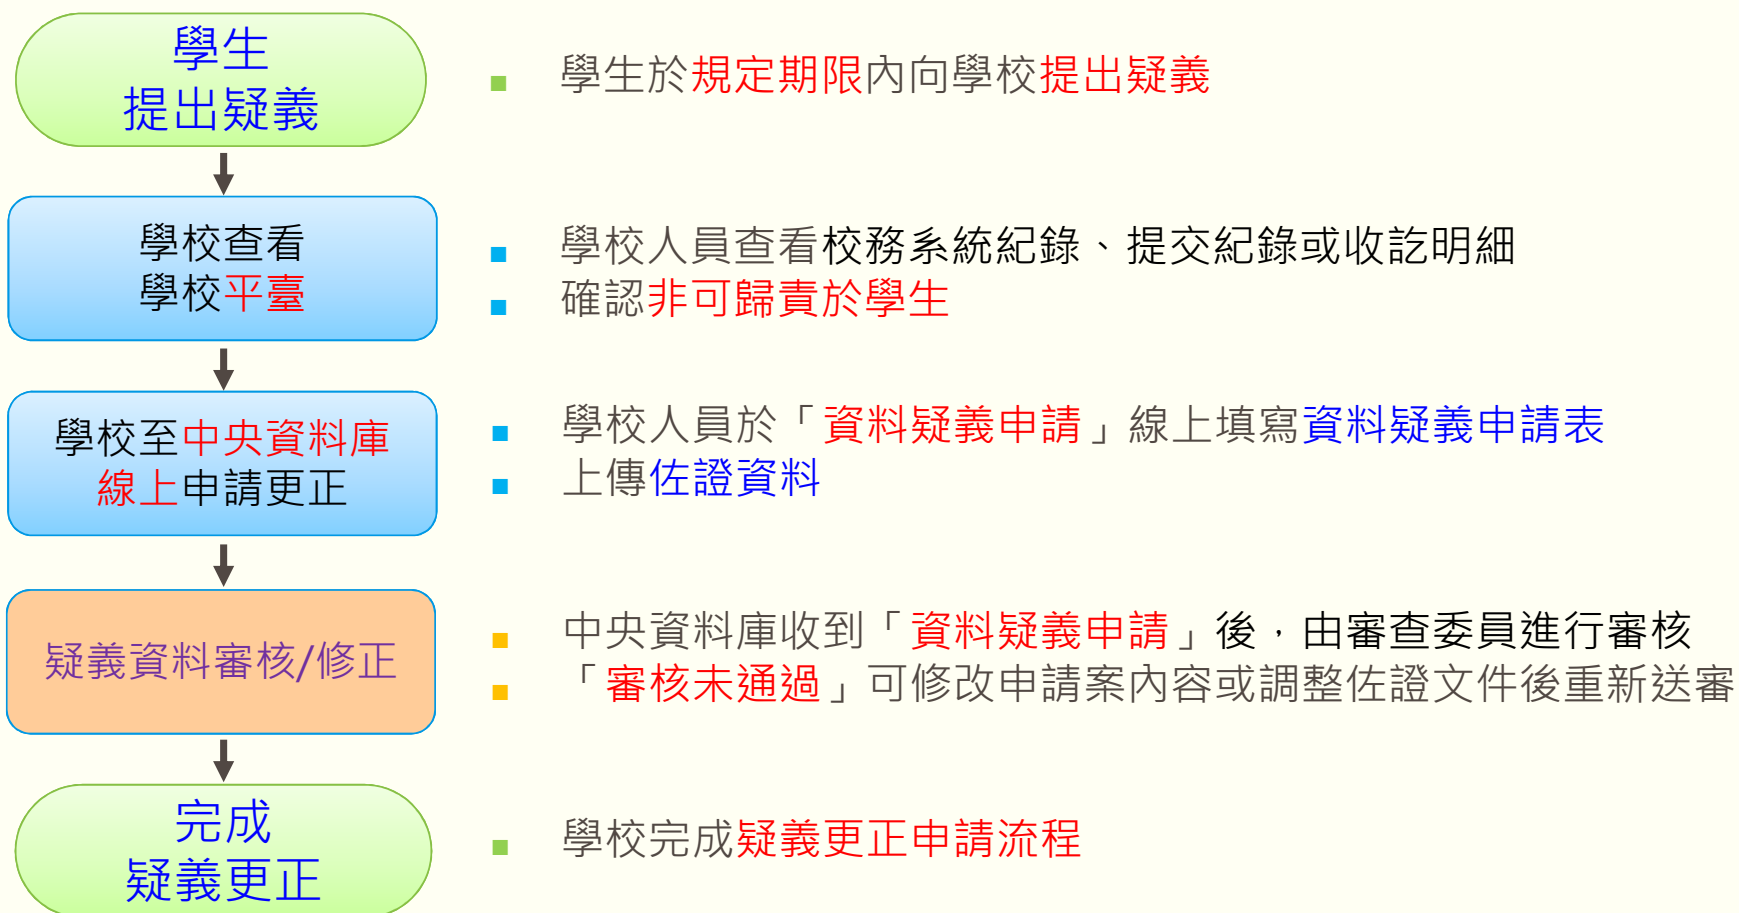 學生
提出疑義
學生於規定期限內向學校提出疑義
學校查看
學校平臺
學校人員查看校務系統紀錄、提交紀錄或收訖明細
確認非可歸責於學生
學校至中央資料庫
線上申請更正
學校人員於「資料疑義申請」線上填寫資料疑義申請表
上傳佐證資料
疑義資料審核/修正
中央資料庫收到「資料疑義申請」後，由審查委員進行審核
「審核未通過」可修改申請案內容或調整佐證文件後重新送審
完成
疑義更正
學校完成疑義更正申請流程